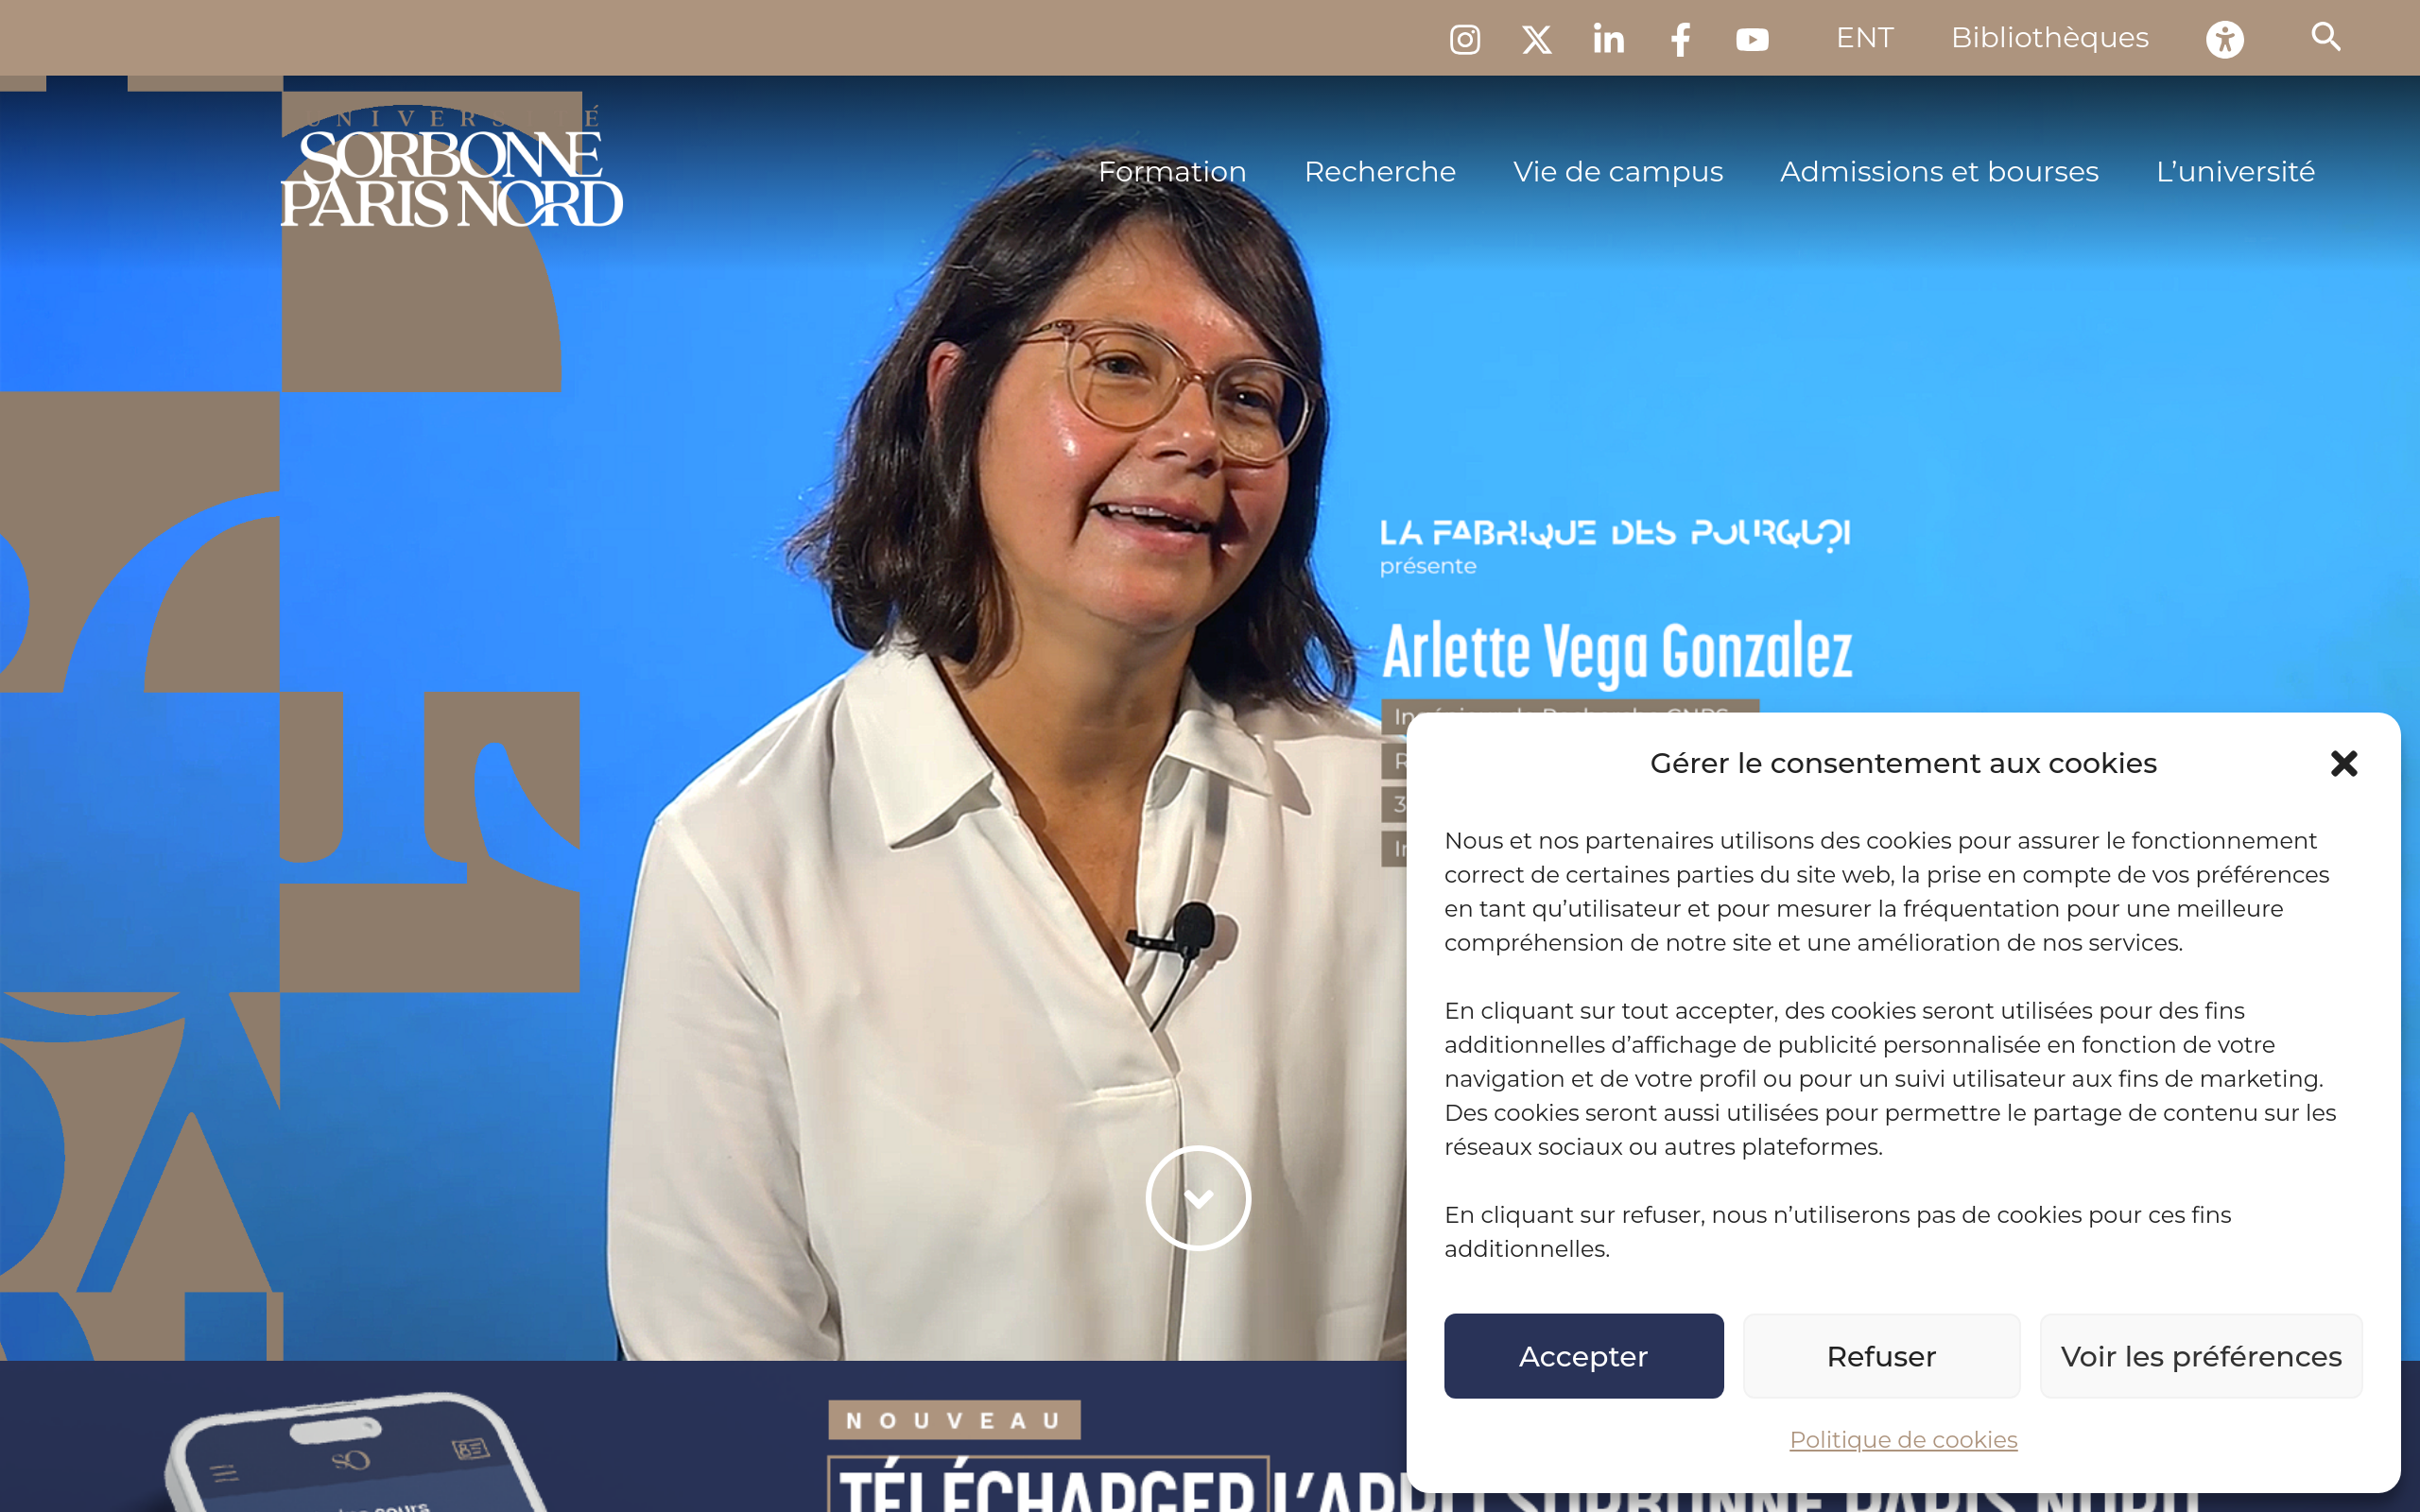 ENT
Bibliothèques
UNIVERSITÉ
SORBONNE
PARIS NORD
Formation
Recherche
Vie de campus
Admissions et bourses
L’université
LA FABRIQUE DES POURQUOI
présente
Arlette Vega Gonzalez
Gérer le consentement aux cookies
Nous et nos partenaires utilisons des cookies pour assurer le fonctionnement
correct de certaines parties du site web, la prise en compte de vos préférences
en tant qu’utilisateur et pour mesurer la fréquentation pour une meilleure
compréhension de notre site et une amélioration de nos services.
En cliquant sur tout accepter, des cookies seront utilisées pour des fins
additionnelles d’affichage de publicité personnalisée en fonction de votre
navigation et de votre profil ou pour un suivi utilisateur aux fins de marketing.
Des cookies seront aussi utilisées pour permettre le partage de contenu sur les
réseaux sociaux ou autres plateformes.
En cliquant sur refuser, nous n’utiliserons pas de cookies pour ces fins
additionnelles.
Accepter
Refuser
Voir les préférences
Politique de cookies
NOUVEAU
TÉLÉCHARGER L’APPLI SORBONNE PARIS NORD
SO
cours